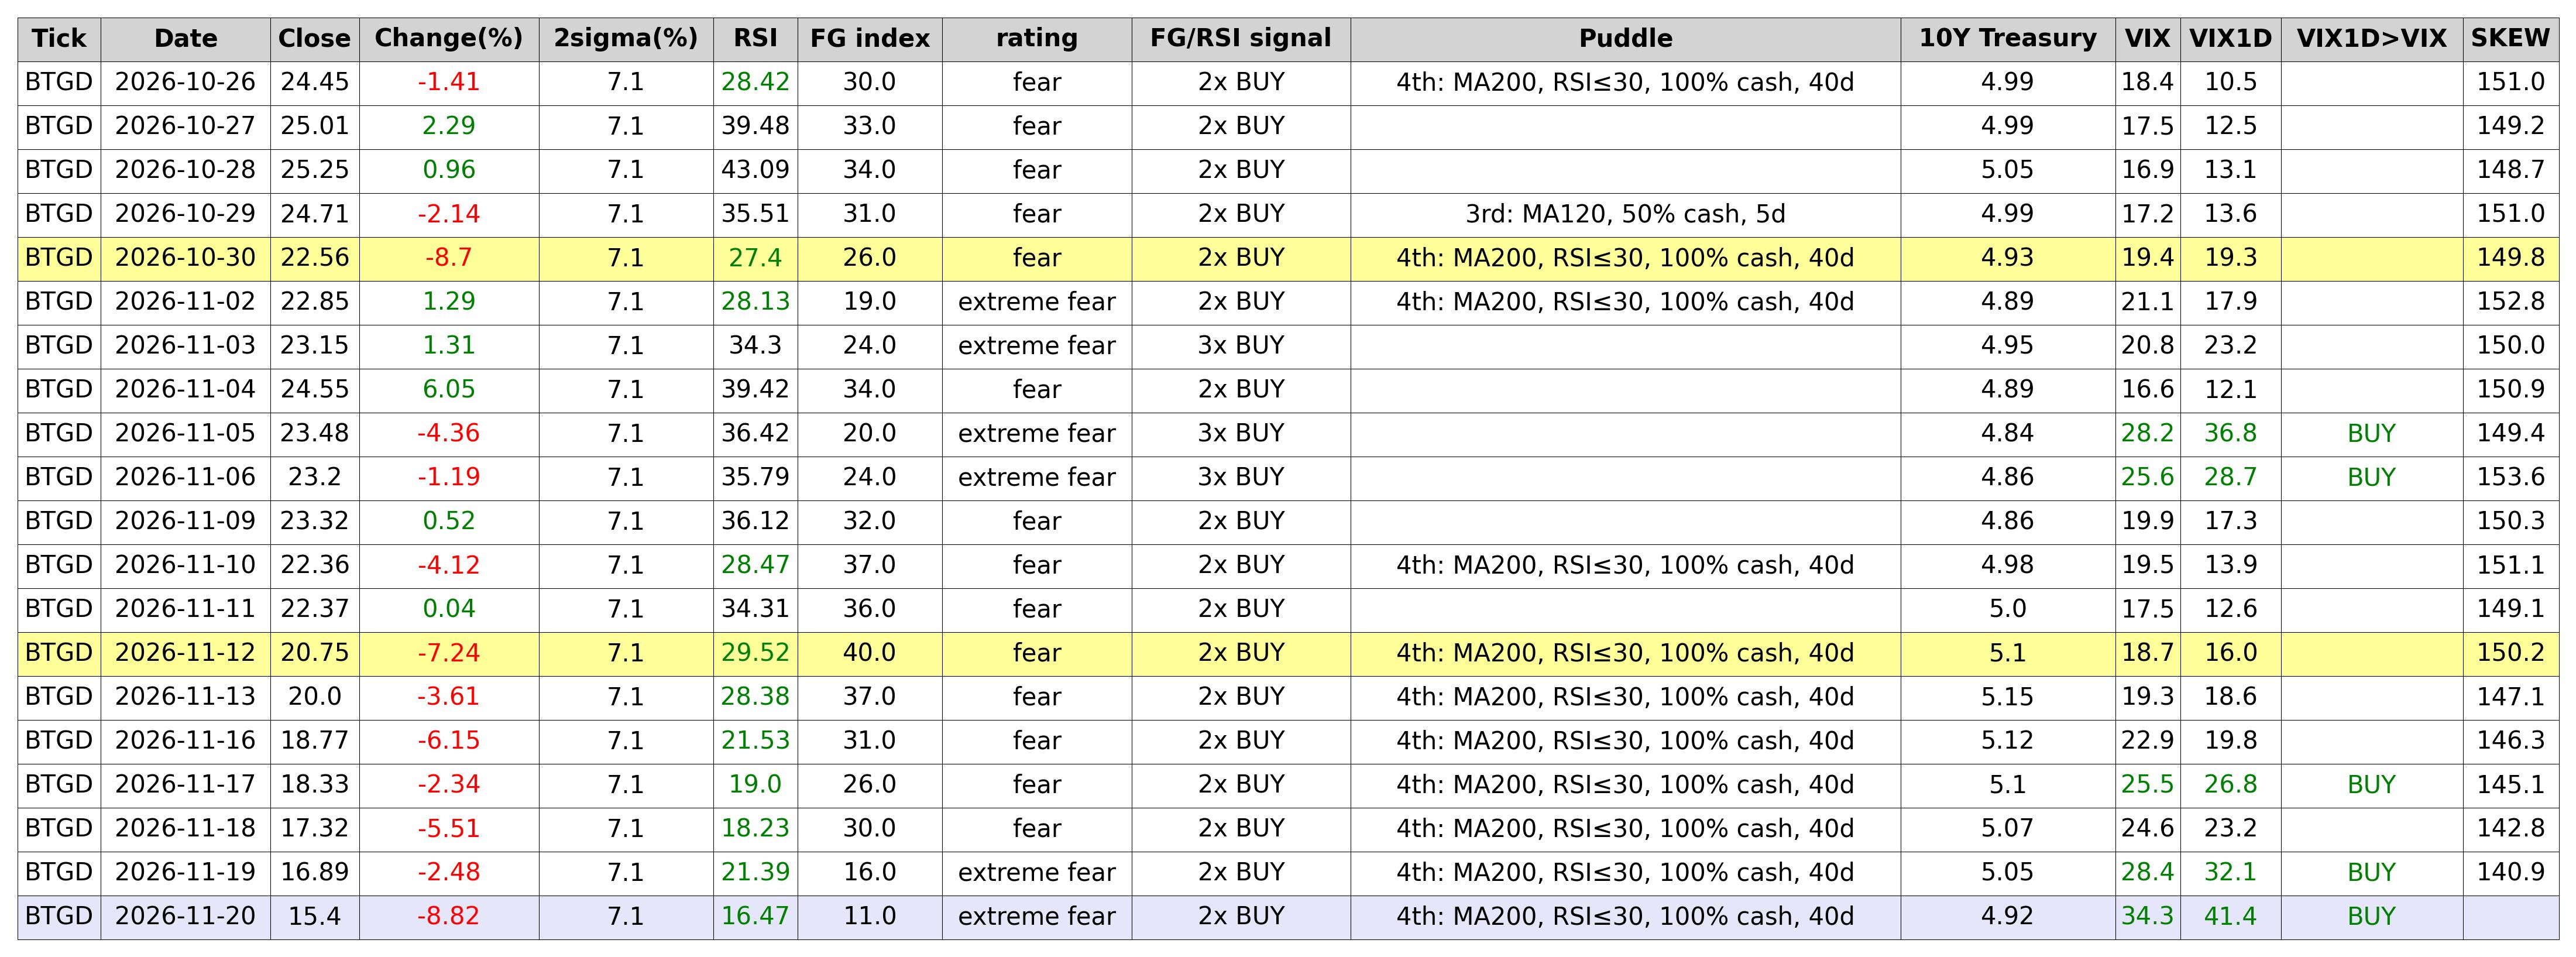 Tick Date Close Change(%) 2sigma(%) RSI FG index rating FG/RSI signal Puddle 10Y Treasury VIX VIX1D VIX1D>VIX SKEW
BTGD 2026-10-26 24.45 -1.41 7.1 28.42 30.0 fear 2x BUY 4th: MA200, RSI≤30, 100% cash, 40d 4.99 18.4 10.5 151.0
BTGD 2026-10-27 25.01 2.29 7.1 39.48 33.0 fear 2x BUY 4.99 17.5 12.5 149.2
BTGD 2026-10-28 25.25 0.96 7.1 43.09 34.0 fear 2x BUY 5.05 16.9 13.1 148.7
BTGD 2026-10-29 24.71 -2.14 7.1 35.51 31.0 fear 2x BUY 3rd: MA120, 50% cash, 5d 4.99 17.2 13.6 151.0
BTGD 2026-10-30 22.56 -8.7 7.1 27.4 26.0 fear 2x BUY 4th: MA200, RSI≤30, 100% cash, 40d 4.93 19.4 19.3 149.8
BTGD 2026-11-02 22.85 1.29 7.1 28.13 19.0 extreme fear 2x BUY 4th: MA200, RSI≤30, 100% cash, 40d 4.89 21.1 17.9 152.8
BTGD 2026-11-03 23.15 1.31 7.1 34.3 24.0 extreme fear 3x BUY 4.95 20.8 23.2 150.0
BTGD 2026-11-04 24.55 6.05 7.1 39.42 34.0 fear 2x BUY 4.89 16.6 12.1 150.9
BTGD 2026-11-05 23.48 -4.36 7.1 36.42 20.0 extreme fear 3x BUY 4.84 28.2 36.8 BUY 149.4
BTGD 2026-11-06 23.2 -1.19 7.1 35.79 24.0 extreme fear 3x BUY 4.86 25.6 28.7 BUY 153.6
BTGD 2026-11-09 23.32 0.52 7.1 36.12 32.0 fear 2x BUY 4.86 19.9 17.3 150.3
BTGD 2026-11-10 22.36 -4.12 7.1 28.47 37.0 fear 2x BUY 4th: MA200, RSI≤30, 100% cash, 40d 4.98 19.5 13.9 151.1
BTGD 2026-11-11 22.37 0.04 7.1 34.31 36.0 fear 2x BUY 5.0 17.5 12.6 149.1
BTGD 2026-11-12 20.75 -7.24 7.1 29.52 40.0 fear 2x BUY 4th: MA200, RSI≤30, 100% cash, 40d 5.1 18.7 16.0 150.2
BTGD 2026-11-13 20.0 -3.61 7.1 28.38 37.0 fear 2x BUY 4th: MA200, RSI≤30, 100% cash, 40d 5.15 19.3 18.6 147.1
BTGD 2026-11-16 18.77 -6.15 7.1 21.53 31.0 fear 2x BUY 4th: MA200, RSI≤30, 100% cash, 40d 5.12 22.9 19.8 146.3
BTGD 2026-11-17 18.33 -2.34 7.1 19.0 26.0 fear 2x BUY 4th: MA200, RSI≤30, 100% cash, 40d 5.1 25.5 26.8 BUY 145.1
BTGD 2026-11-18 17.32 -5.51 7.1 18.23 30.0 fear 2x BUY 4th: MA200, RSI≤30, 100% cash, 40d 5.07 24.6 23.2 142.8
BTGD 2026-11-19 16.89 -2.48 7.1 21.39 16.0 extreme fear 2x BUY 4th: MA200, RSI≤30, 100% cash, 40d 5.05 28.4 32.1 BUY 140.9
BTGD 2026-11-20 15.4 -8.82 7.1 16.47 11.0 extreme fear 2x BUY 4th: MA200, RSI≤30, 100% cash, 40d 4.92 34.3 41.4 BUY